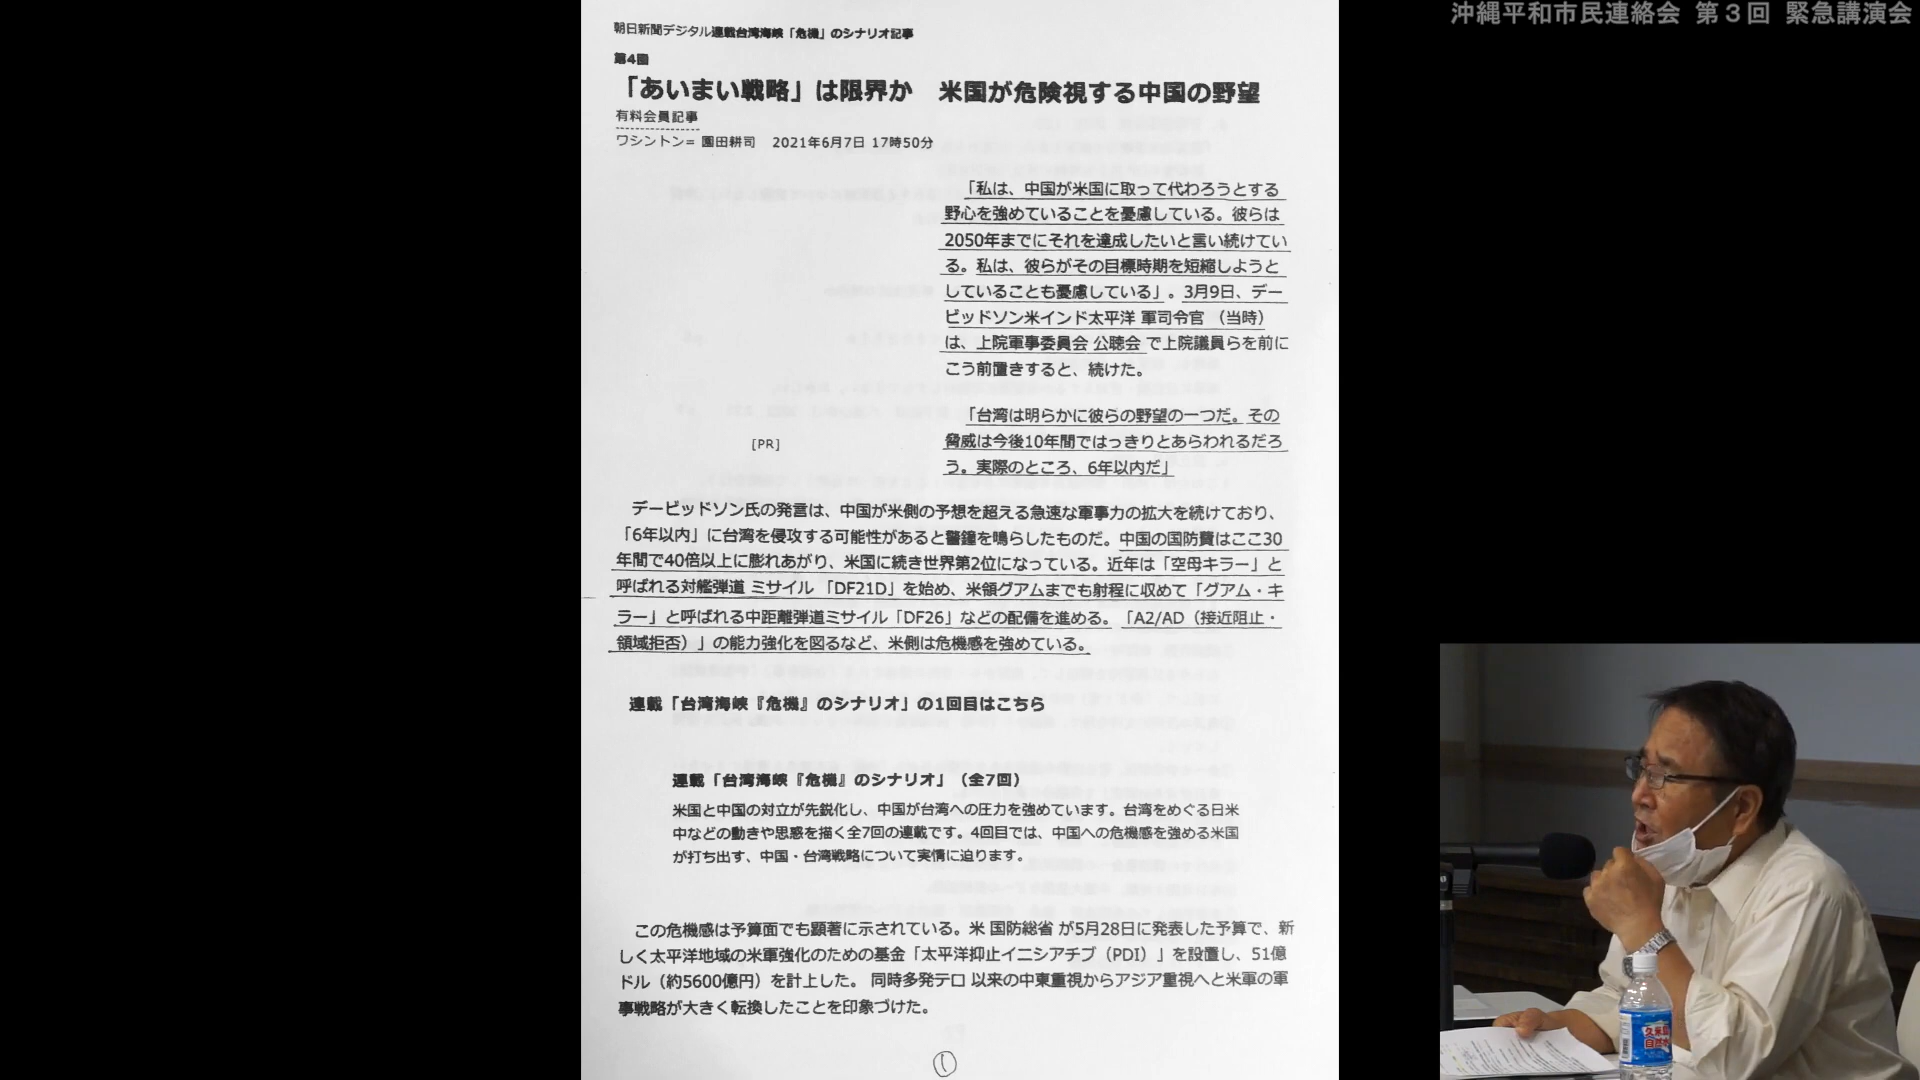 沖縄平和市民連絡会 第３回 緊急講演会
朝日新聞デジタル連載台湾海峡「危機」のシナリオ記事
第4回
「あいまい戦略」は限界か　米国が危険視する中国の野望
有料会員記事
ワシントン= 園田耕司　2021年6月7日 17時50分
「私は、中国が米国に取って代わろうとする
野心を強めていることを憂慮している。彼らは
2050年までにそれを達成したいと言い続けてい
る。私は、彼らがその目標時期を短縮しようと
していることも憂慮している」。3月9日、デー
ビッドソン米インド太平洋 軍司令官 （当時）
は、上院軍事委員会 公聴会 で上院議員らを前に
こう前置きすると、続けた。
「台湾は明らかに彼らの野望の一つだ。その
脅威は今後10年間ではっきりとあらわれるだろ
う。実際のところ、6年以内だ」
[PR]
デービッドソン氏の発言は、中国が米側の予想を超える急速な軍事力の拡大を続けており、
「6年以内」に台湾を侵攻する可能性があると警鐘を鳴らしたものだ。中国の国防費はここ30
年間で40倍以上に膨れあがり、米国に続き世界第2位になっている。近年は「空母キラー」と
呼ばれる対艦弾道 ミサイル 「DF21D」を始め、米領グアムまでも射程に収めて「グアム・キ
ラー」と呼ばれる中距離弾道ミサイル「DF26」などの配備を進める。「A2/AD（接近阻止・
領域拒否）」の能力強化を図るなど、米側は危機感を強めている。
連載「台湾海峡『危機』のシナリオ」の1回目はこちら
連載「台湾海峡『危機』のシナリオ」（全7回）
米国と中国の対立が先鋭化し、中国が台湾への圧力を強めています。台湾をめぐる日米
中などの動きや思惑を描く全7回の連載です。4回目では、中国への危機感を強める米国
が打ち出す、中国・台湾戦略について実情に迫ります。
この危機感は予算面でも顕著に示されている。米 国防総省 が5月28日に発表した予算で、新
しく太平洋地域の米軍強化のための基金「太平洋抑止イニシアチブ（PDI）」を設置し、51億
ドル（約5600億円）を計上した。 同時多発テロ 以来の中東重視からアジア重視へと米軍の軍
事戦略が大きく転換したことを印象づけた。
①
久米島
自然水